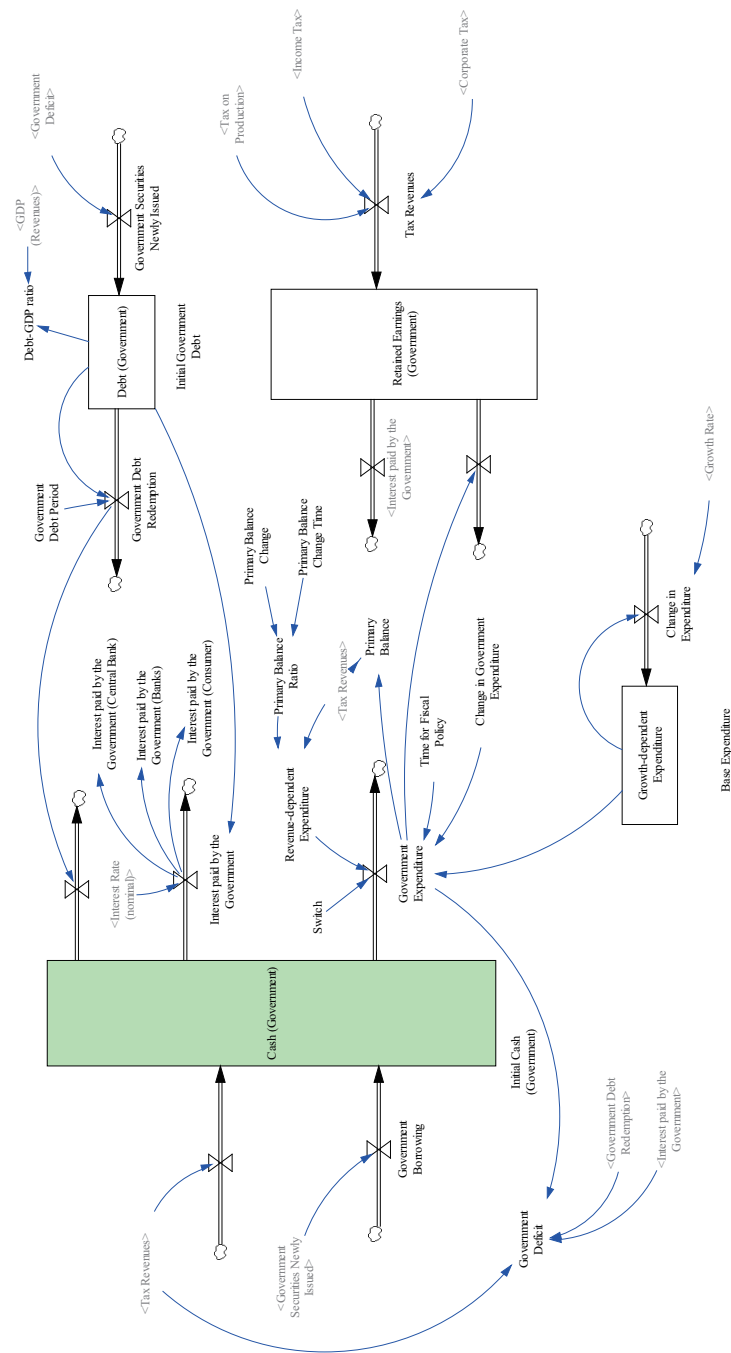 <Tax Revenues>
<Government
Securities Newly
Issued>
Government
Borrowing
Government
Deficit
<Government Debt
Redemption>
<Interest paid by the
Government>
Cash (Government)
Initial Cash
(Government)
<Interest Rate
(nominal)>
Interest paid by the
Government
Interest paid by the
Government (Central Bank)
Interest paid by the
Government (Banks)
Interest paid by the
Government (Consumer)
Switch
Revenue-dependent
Expenditure
Government
Expenditure
Primary Balance
Ratio
<Tax Revenues>
Primary
Balance
Time for Fiscal
Policy
Change in Government
Expenditure
Primary Balance
Change
Primary Balance
Change Time
Government
Debt Period
Government Debt
Redemption
Debt (Government)
Initial Government
Debt
Debt-GDP ratio
<GDP
(Revenues)>
<Government
Deficit>
Government Securities
Newly Issued
<Interest paid by the
Government>
Retained Earnings
(Government)
Tax Revenues
<Tax on
Production>
<Income Tax>
<Corporate Tax>
Growth-dependent
Expenditure
Base Expenditure
Change in
Expenditure
<Growth Rate>